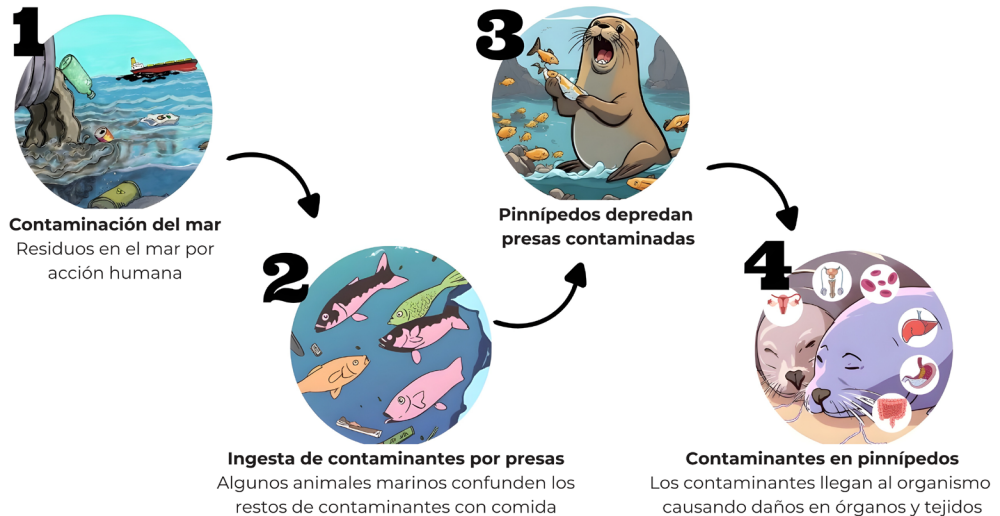 1
Contaminación del mar
Residuos en el mar por
acción humana
2
Ingesta de contaminantes por presas
Algunos animales marinos confunden los
restos de contaminantes con comida
3
Pinnípedos depredan
presas contaminadas
4
Contaminantes en pinnípedos
Los contaminantes llegan al organismo
causando daños en órganos y tejidos